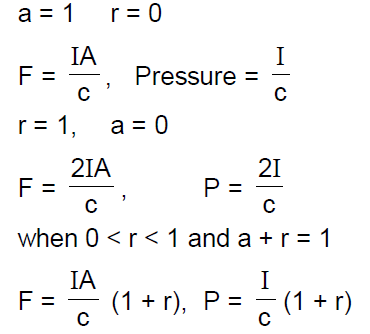 a = 1 r = 0
F = IA/c, Pressure = I/c
r = 1, a = 0
F = 2IA/c, P = 2I/c
when 0 < r < 1 and a + r = 1
F = IA/c (1 + r), P = I/c (1 + r)